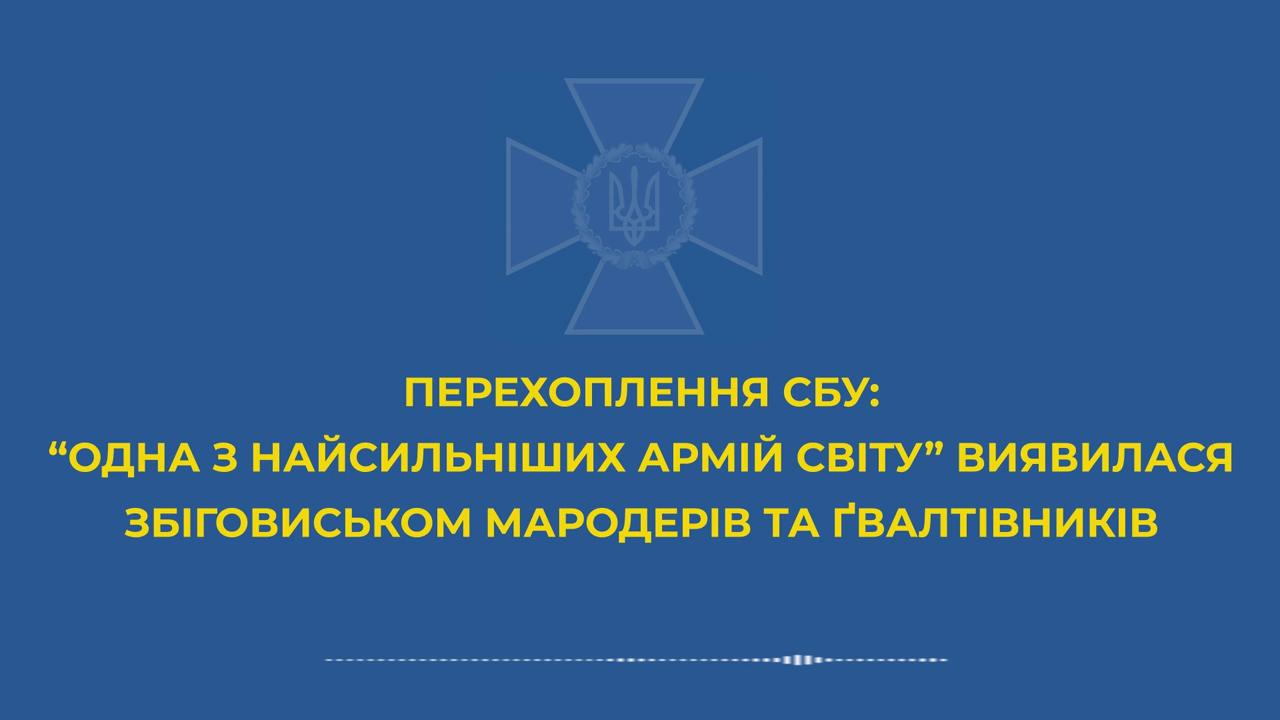 ПЕРЕХОПЛЕННЯ СБУ:
“ОДНА З НАЙСИЛЬНІШИХ АРМІЙ СВІТУ” ВИЯВИЛАСЯ
ЗБІГОВИСЬКОМ МАРОДЕРІВ ТА ҐВАЛТІВНИКІВ